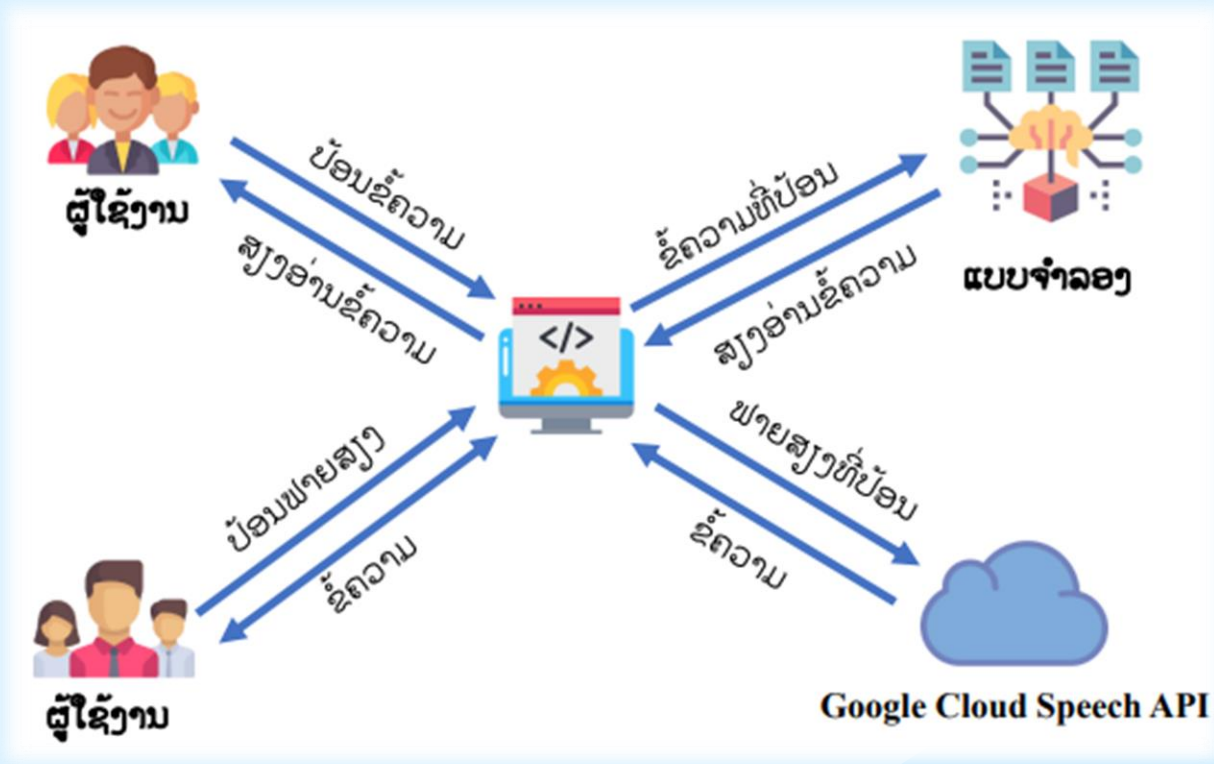 ຜູ້ໃຊ້ງານ
ປ້ອນຂໍ້ຄວາມ
ສຽງອ່ານຂໍ້ຄວາມ
ຂໍ້ຄວາມທີ່ປ້ອນ
ສຽງອ່ານຂໍ້ຄວາມ
ແບບຈຳລອງ
ປ້ອນຟາຍສຽງ
ຂໍ້ຄວາມ
ຟາຍສຽງທີ່ປ້ອນ
ຂໍ້ຄວາມ
ຜູ້ໃຊ້ງານ
Google Cloud Speech API